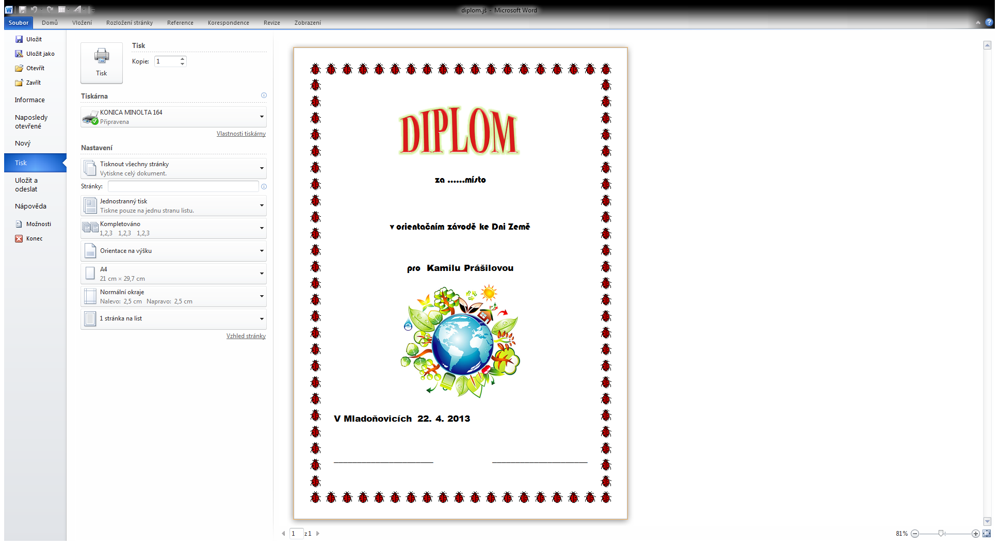 diplom.jš - Microsoft Word
Soubor Domů Vložení Rozložení stránky Reference Korespondence Revize Zobrazení
Uložit
Uložit jako
Otevřít
Zavřít
Informace
Naposledy
otevřené
Nový
Tisk
Uložit a
odeslat
Nápověda
Možnosti
Konec
Tisk
Tisk
Kopie: 1
Tiskárna
KONICA MINOLTA 164
Připravena
Vlastnosti tiskárny
Nastavení
Tisknout všechny stránky
Vytiskne celý dokument.
Stránky:
Jednostranný tisk
Tiskne pouze na jednu stranu listu.
Kompletováno
1,2,3 1,2,3 1,2,3
Orientace na výšku
A4
21 cm × 29,7 cm
Normální okraje
Nalevo: 2,5 cm Napravo: 2,5 cm
1 stránka na list
Vzhled stránky
DIPLOM
za ......místo
v orientačním závodě ke Dni Země
pro Kamilu Prášilovou
V Mladoňovicích 22. 4. 2013
1 z 1
81%